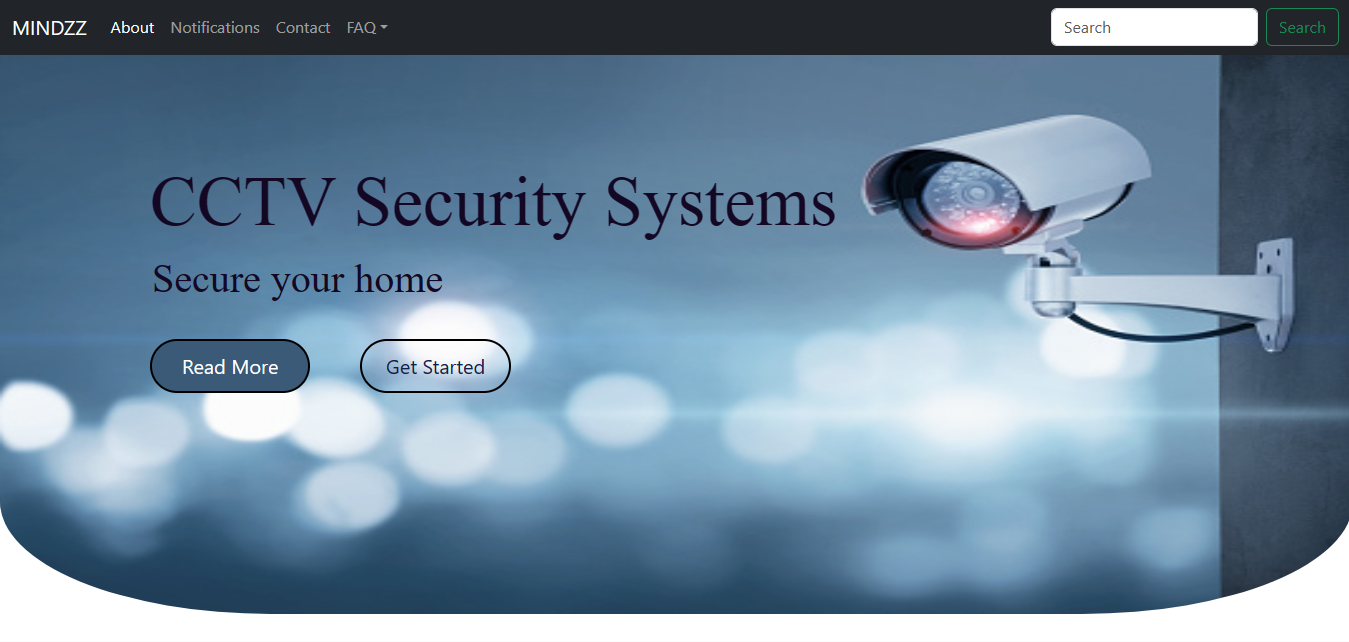 MINDZZ About Notifications Contact FAQ Search Search
CCTV Security Systems
Secure your home
Read More Get Started